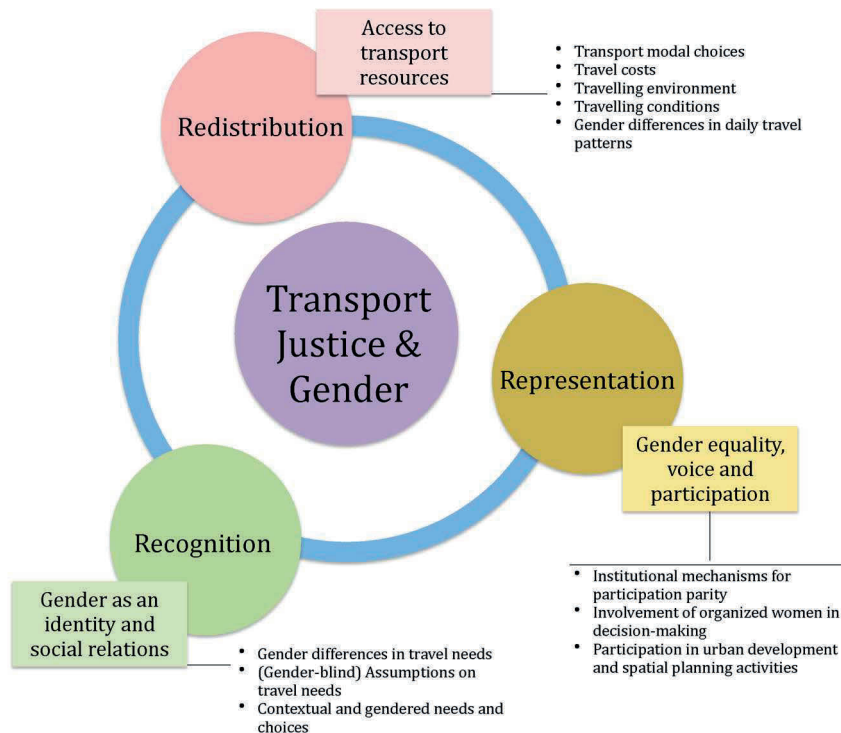 Access to
transport
resources
Redistribution
• Transport modal choices
• Travel costs
• Travelling environment
• Travelling conditions
• Gender differences in daily travel
patterns
Transport
Justice &
Gender
Representation
Gender equality,
voice and
participation
• Institutional mechanisms for
participation parity
• Involvement of organized women in
decision-making
• Participation in urban development
and spatial planning activities
Recognition
Gender as an
identity and
social relations
• Gender differences in travel needs
• (Gender-blind) Assumptions on
travel needs
• Contextual and gendered needs and
choices